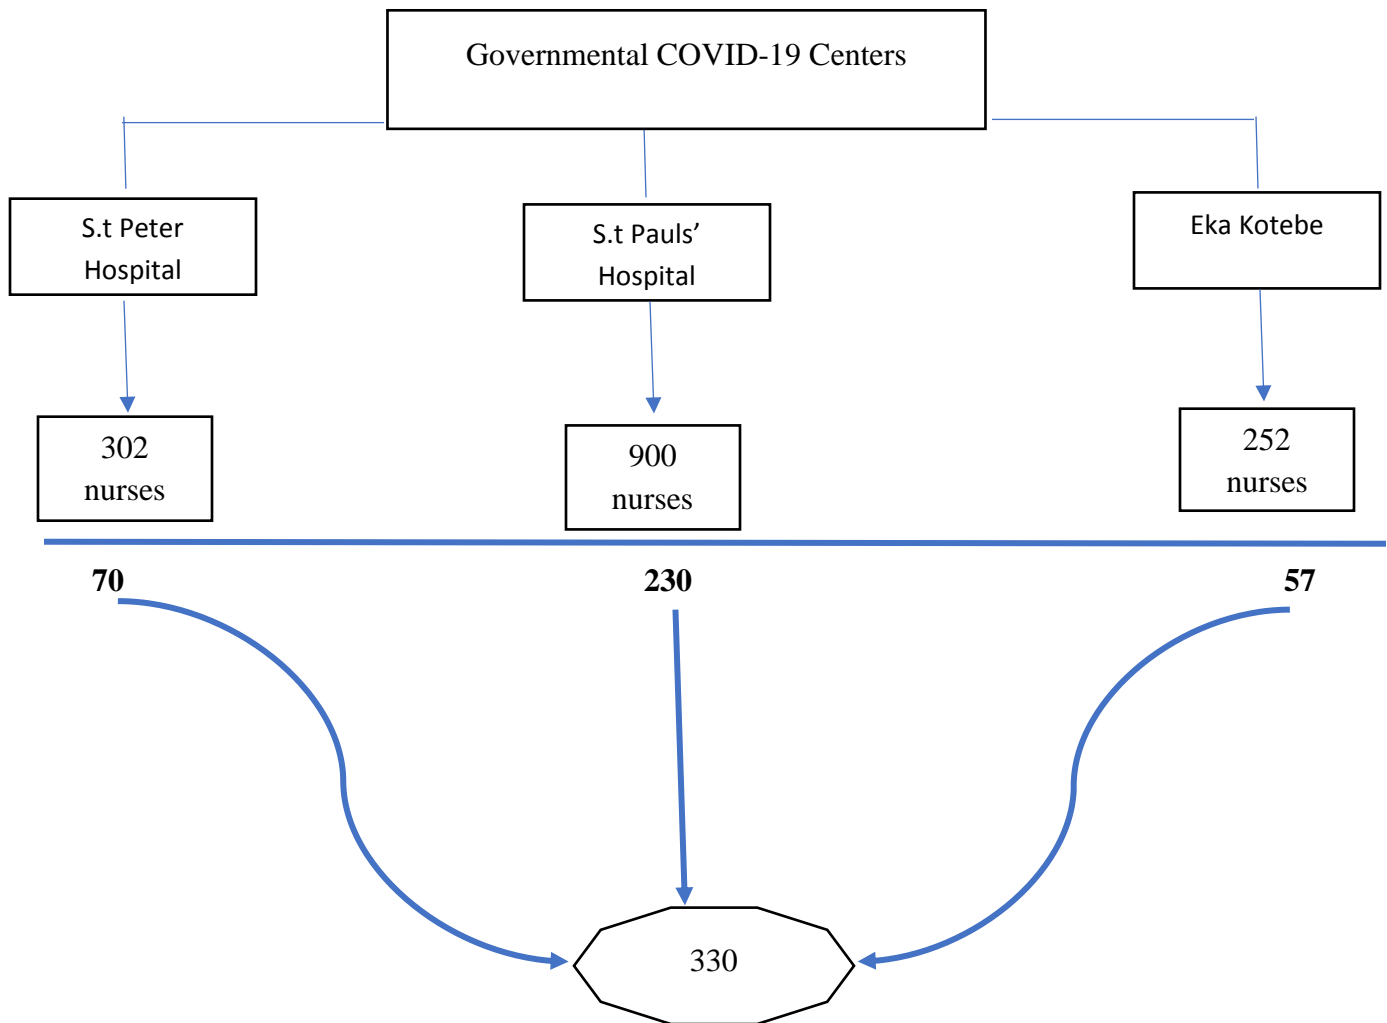 Governmental COVID-19 Centers
S.t Peter
Hospital
S.t Pauls’
Hospital
Eka Kotebe
302
nurses
900
nurses
252
nurses
70
230
57
330